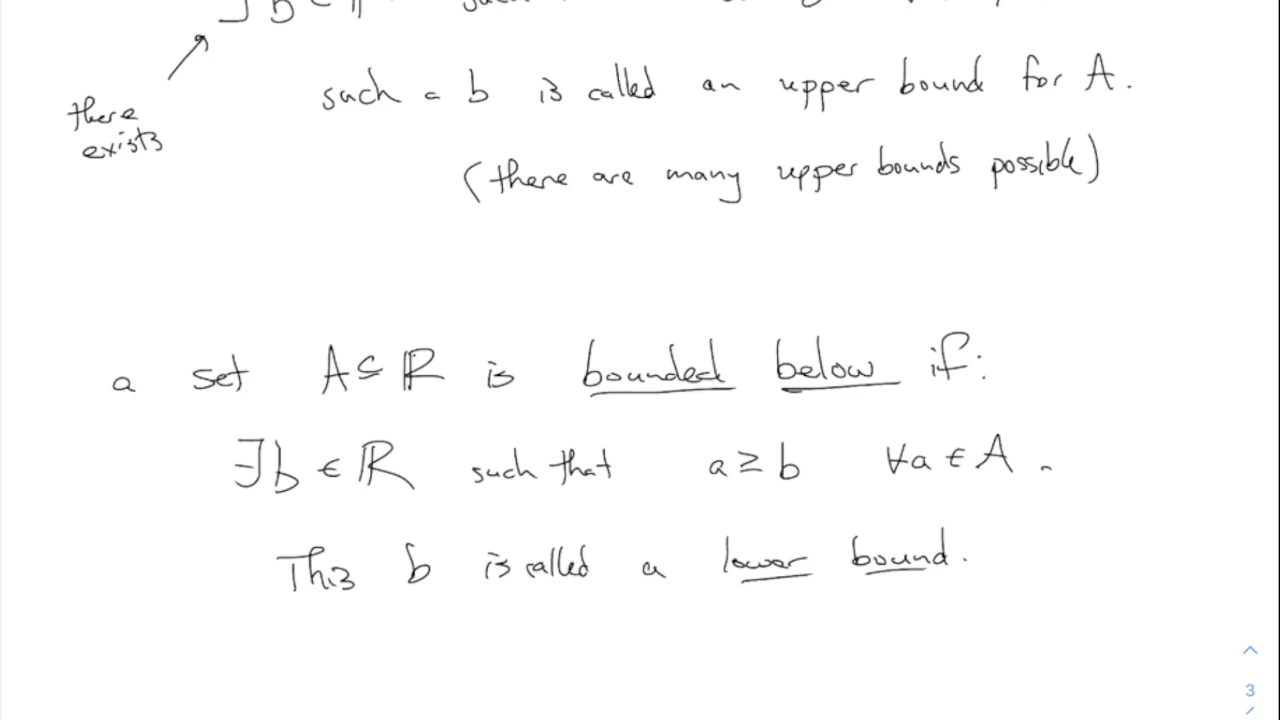 ∃ b ∈
such a b is called an upper bound for A.
there
exists
(there are many upper bounds possible)
a set A ⊆ ℝ is bounded below if:
∃b ∈ ℝ such that a ≥ b ∀a ∈ A.
This b is called a lower bound.
3